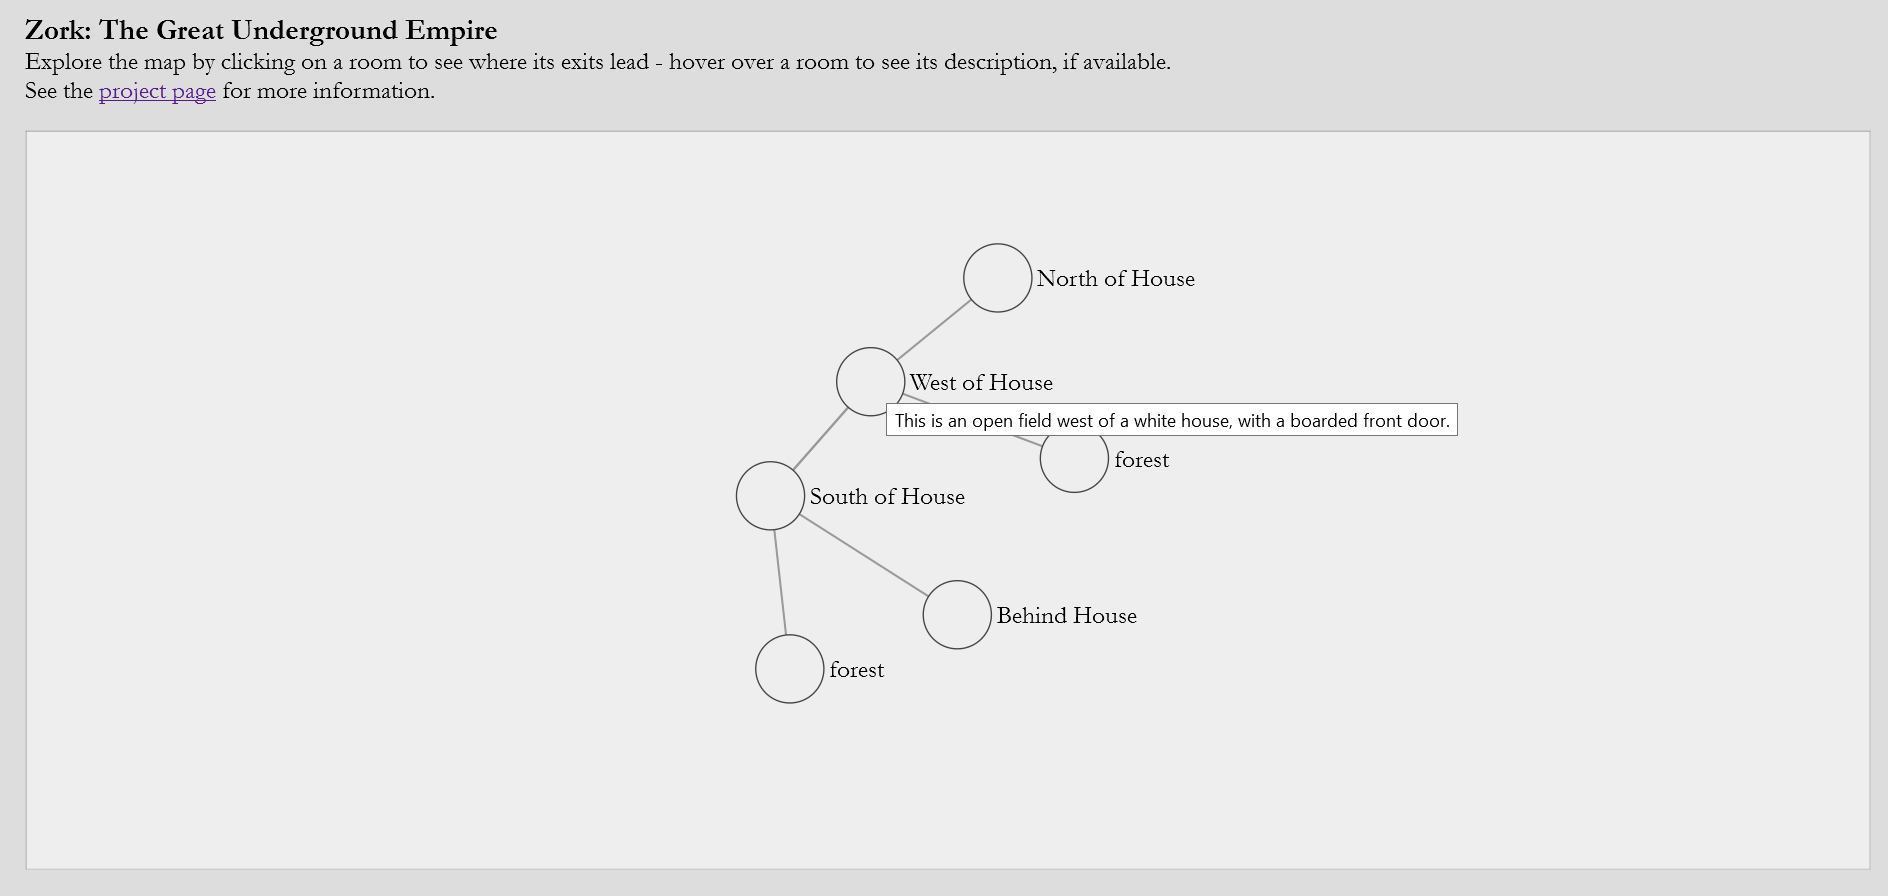 Zork: The Great Underground Empire
Explore the map by clicking on a room to see where its exits lead - hover over a room to see its description, if available.
See the project page for more information.
North of House
West of House
This is an open field west of a white house, with a boarded front door.
forest
South of House
Behind House
forest